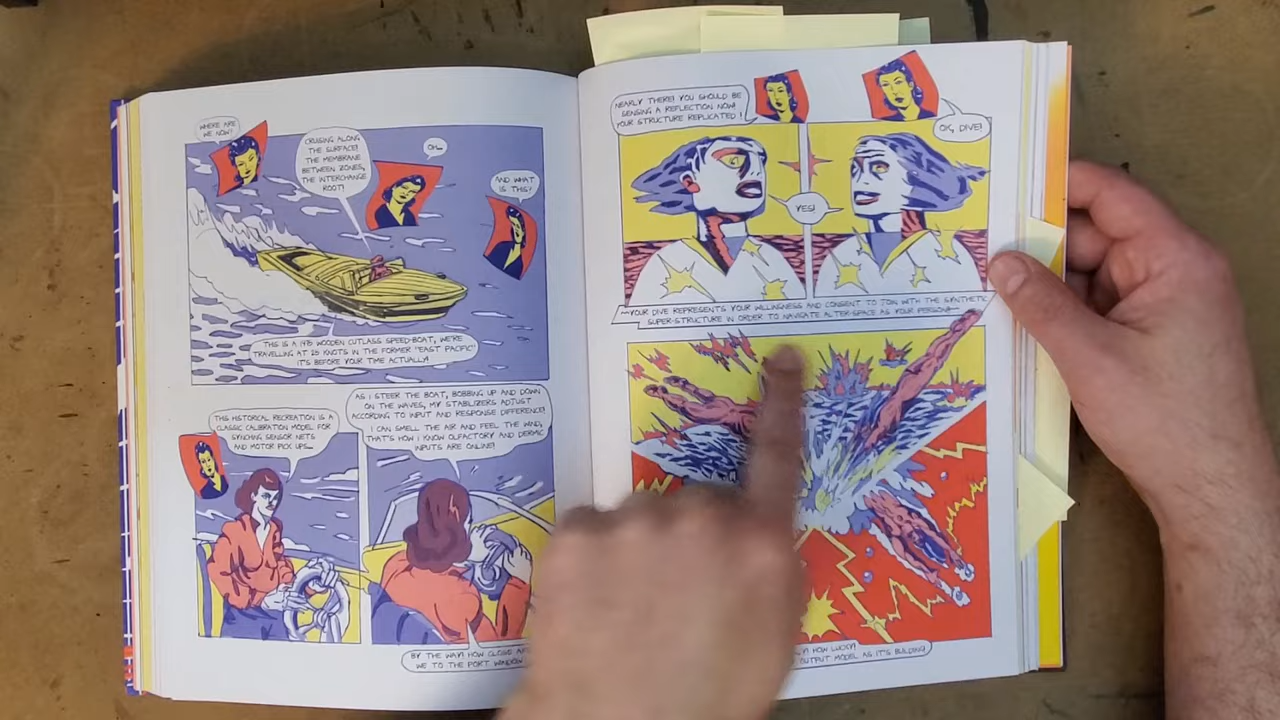 WHERE ARE
WE NOW?
CRUISING ALONG
THE SURFACE!
THE MEMBRANE
BETWEEN ZONES,
THE INTERCHANGE
ROOT!
OH...
AND WHAT
IS THIS?
THIS IS A 1975 WOODEN CUTLASS SPEED-BOAT, WE'RE
TRAVELLING AT 25 KNOTS IN THE FORMER "EAST PACIFIC"
IT'S BEFORE YOUR TIME ACTUALLY!
THIS HISTORICAL RECREATION IS A
CLASSIC CALIBRATION MODEL FOR
SYNCHING SENSOR NETS
AND MOTOR PICK UPS...
AS I STEER THE BOAT, BOBBING UP AND DOWN
ON THE WAVES, MY STABILIZERS ADJUST
ACCORDING TO INPUT AND RESPONSE DIFFERENCE!
I CAN SMELL THE AIR AND FEEL THE WIND,
THAT'S HOW I KNOW OLFACTORY AND DERMIC
INPUTS ARE ONLINE!
BY THE WAY! HOW CLOSE
WE TO THE PORT WINDOW
NEARLY THERE! YOU SHOULD BE
SENSING A REFLECTION NOW!
YOUR STRUCTURE REPLICATED!
OK, DIVE!
YES!
—YOUR DIVE REPRESENTS YOUR WILLINGNESS AND CONSENT TO JOIN WITH THE SYNTHETIC
SUPER-STRUCTURE IN ORDER TO NAVIGATE ALTER-SPACE AS YOUR PERSONA—
HOW LUCID!
OUTPUT MODEL AS IT'S BUILDING!